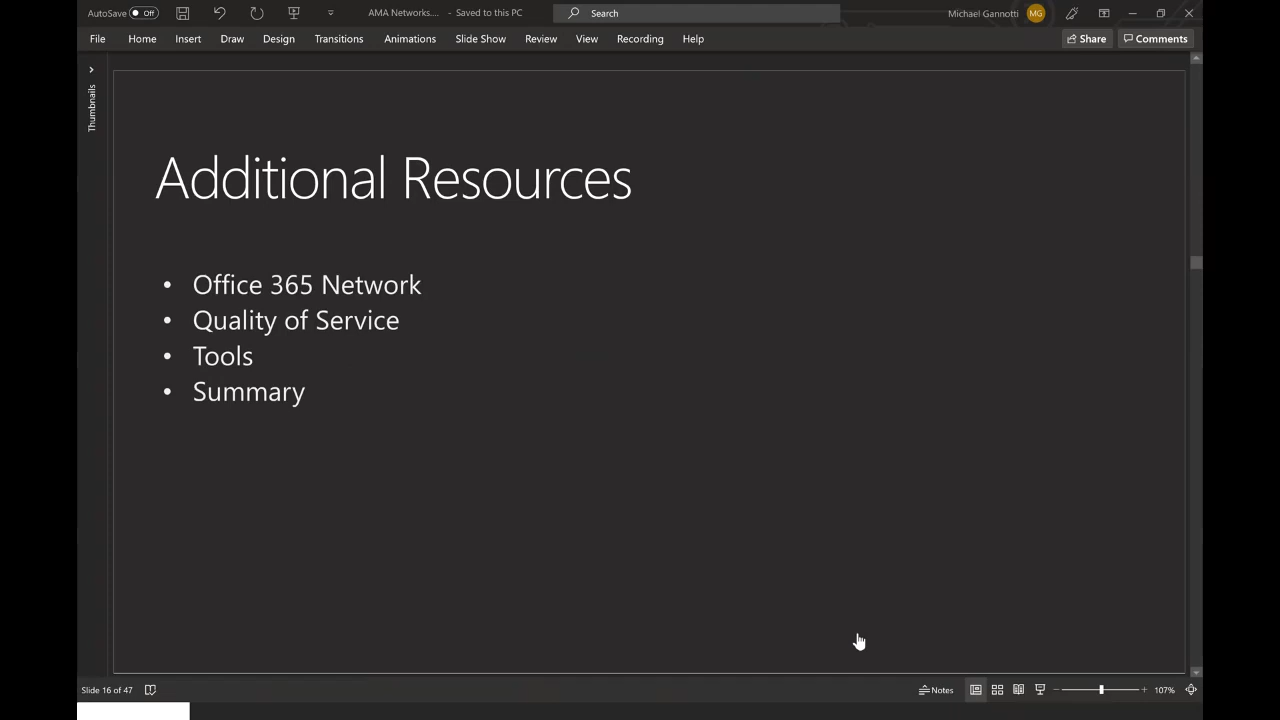 AutoSave Off AMA Networks.... - Saved to this PC Search Michael Gannotti MG
File Home Insert Draw Design Transitions Animations Slide Show Review View Recording Help Share Comments
Thumbnails
Additional Resources
• Office 365 Network
• Quality of Service
• Tools
• Summary
Slide 16 of 47 Notes 107%